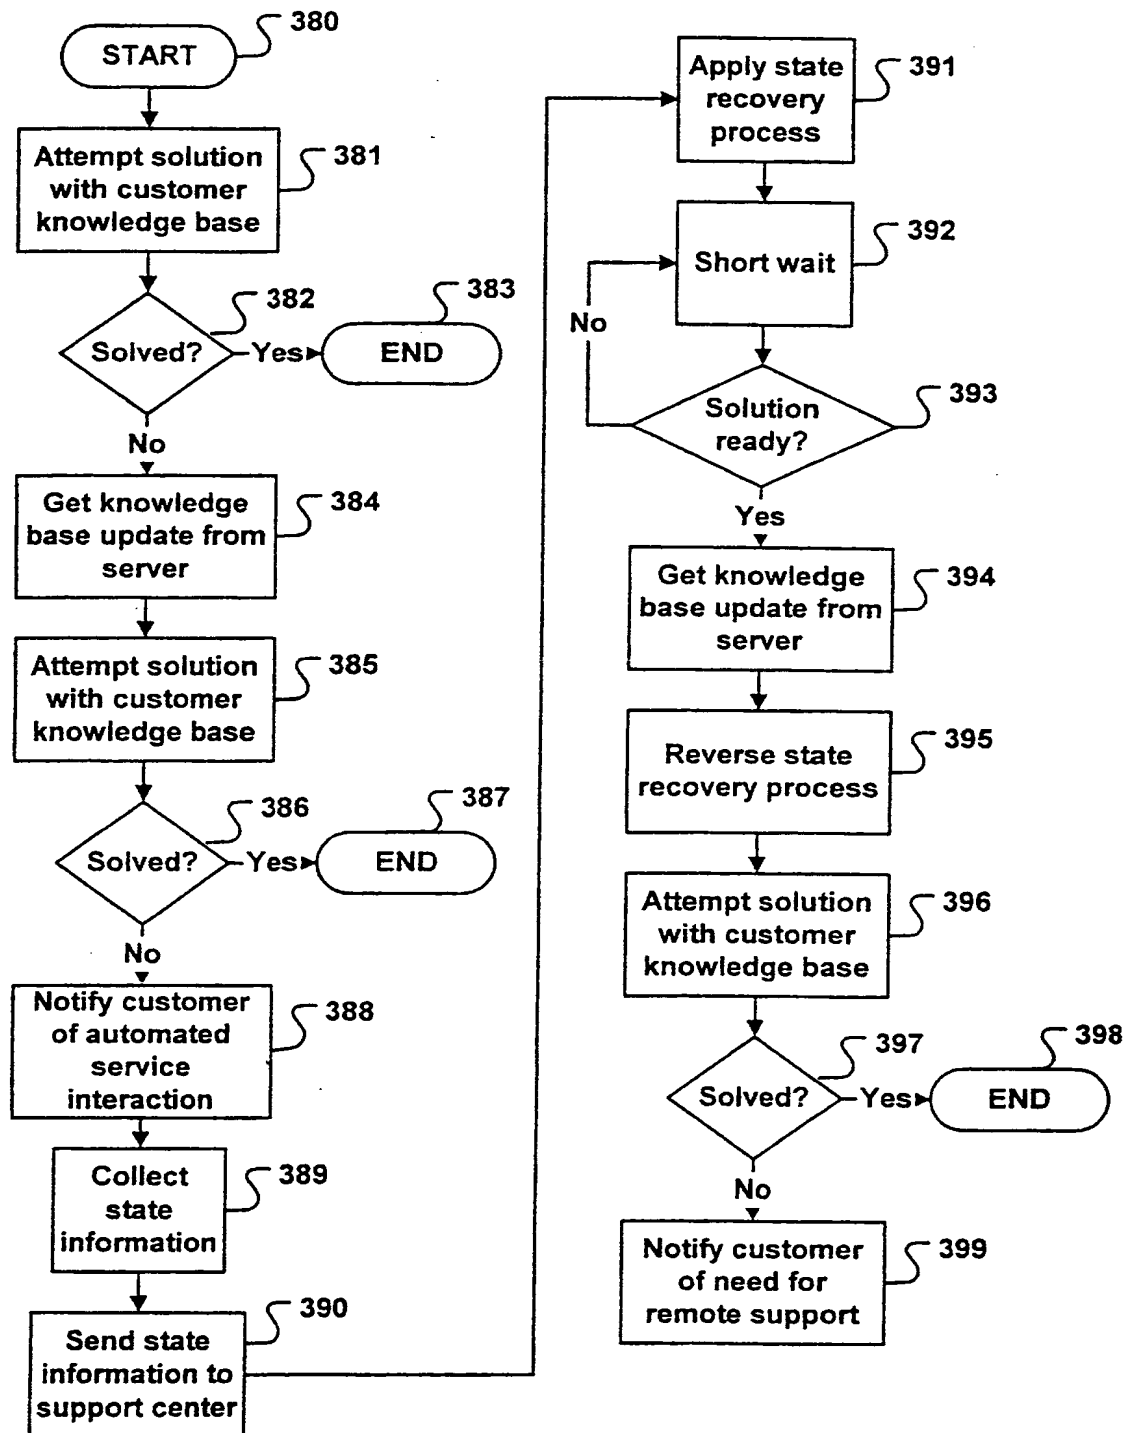 START
380
Attempt solution
with customer
knowledge base
381
Solved?
382
Yes
END
383
No
Get knowledge
base update from
server
384
Attempt solution
with customer
knowledge base
385
Solved?
386
Yes
END
387
No
Notify customer
of automated
service
interaction
388
Collect
state
information
389
Send state
information to
support center
390
Apply state
recovery
process
391
Short wait
392
No
Solution
ready?
393
Yes
Get knowledge
base update from
server
394
Reverse state
recovery process
395
Attempt solution
with customer
knowledge base
396
Solved?
397
Yes
END
398
No
Notify customer
of need for
remote support
399